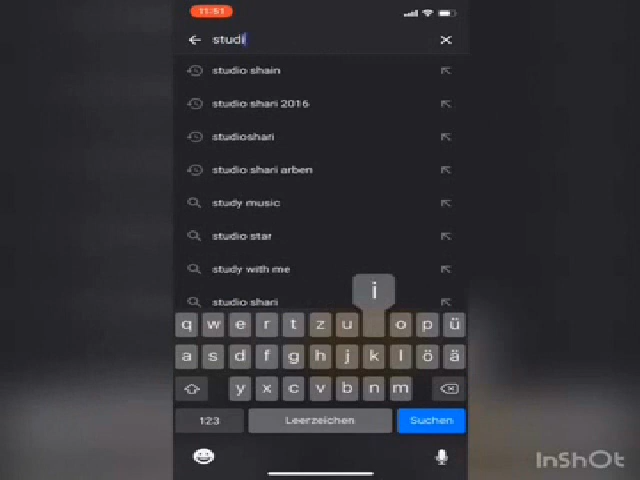 11:51
studi
studio shain
studio shari 2016
studioshari
studio shari arben
study music
studio star
study with me
studio shari
i
q w e r t z u o p ü
a s d f g h j k l ö ä
y x c v b n m
123 Leerzeichen Suchen
InShOt